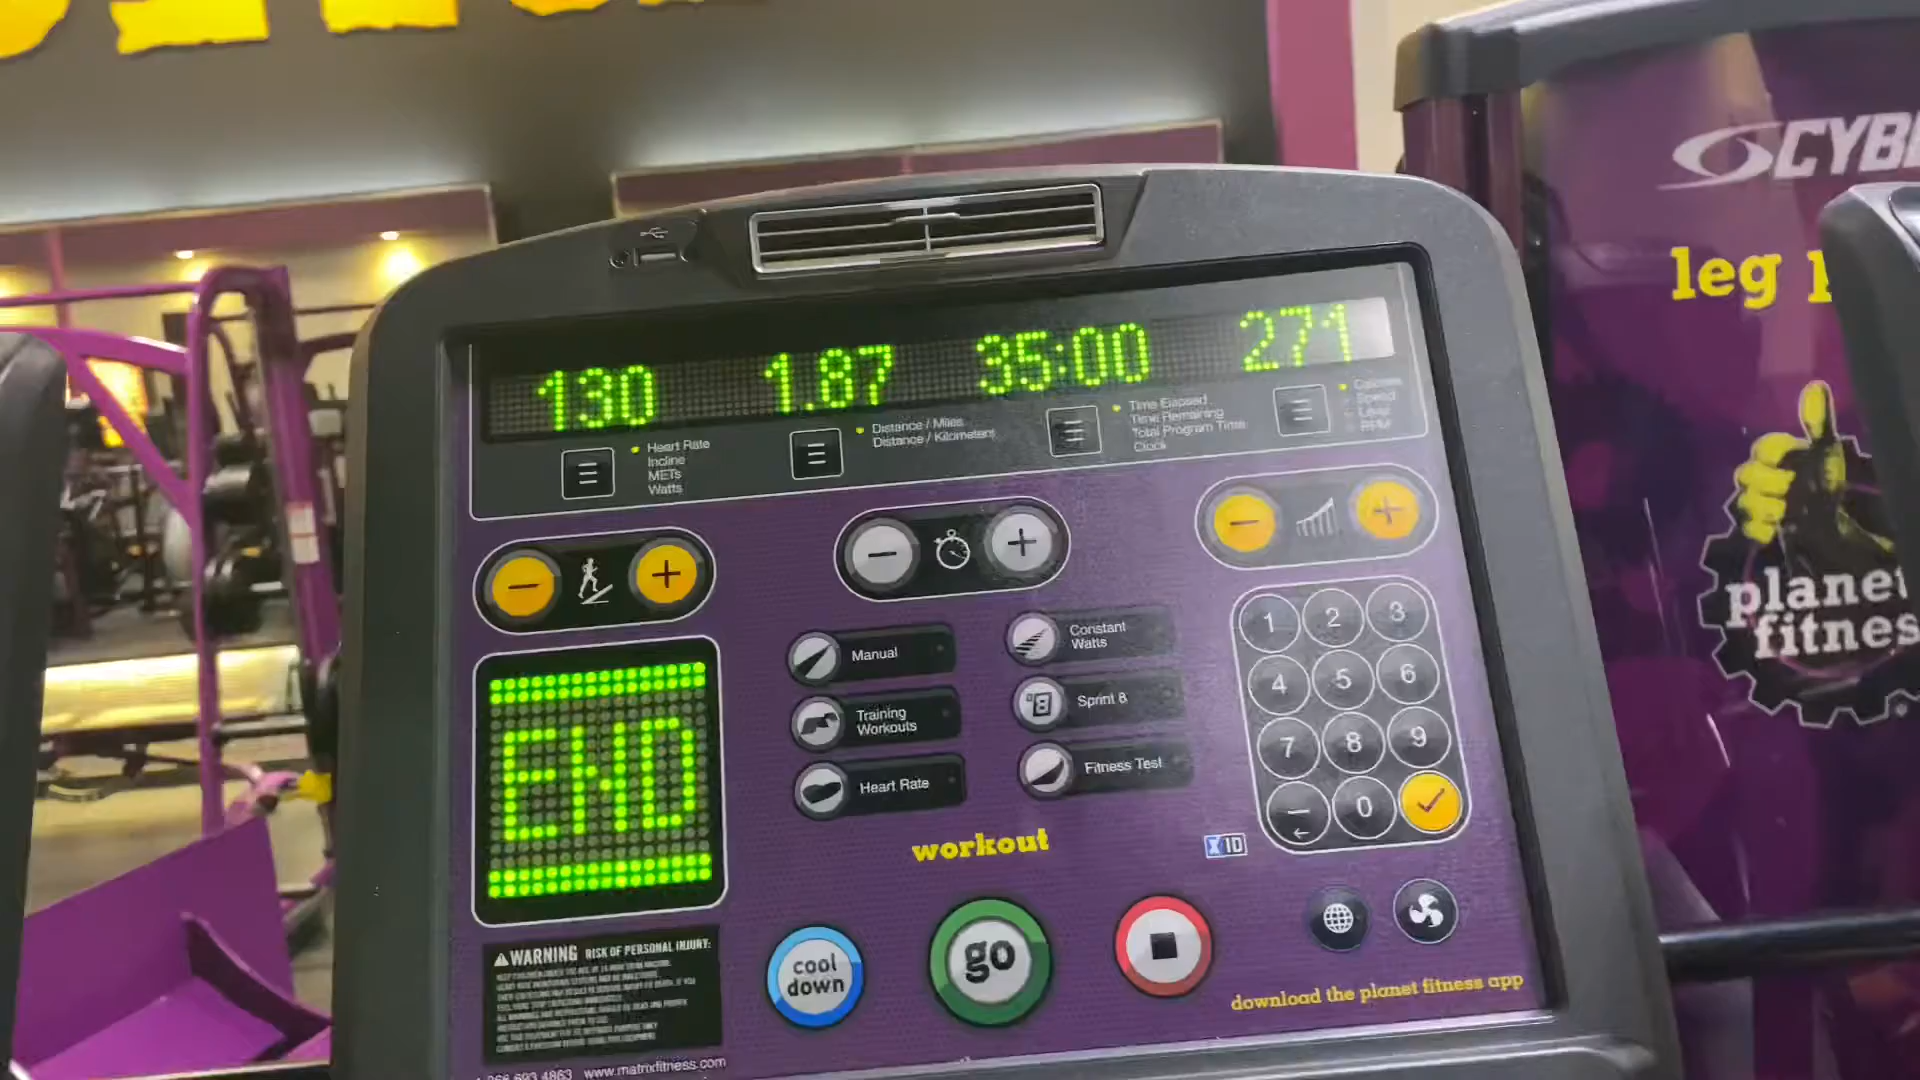 CYB
leg
130 1.87 35:00 271
Heart Rate
Incline
METs
Watts
Distance / Miles
Distance / Kilometers
Time Elapsed
Time Remaining
Total Program Time
Clock
Calories
Speed
Level
RPM
Manual
Training
Workouts
Heart Rate
Constant
Watts
Sprint 8
Fitness Test
1 2 3
4 5 6
7 8 9
0
END
workout
XID
cool
down
go
download the planet fitness app
WARNING RISK OF PERSONAL INJURY:
693.4863 www.matrixfitness.com
planet
fitnes